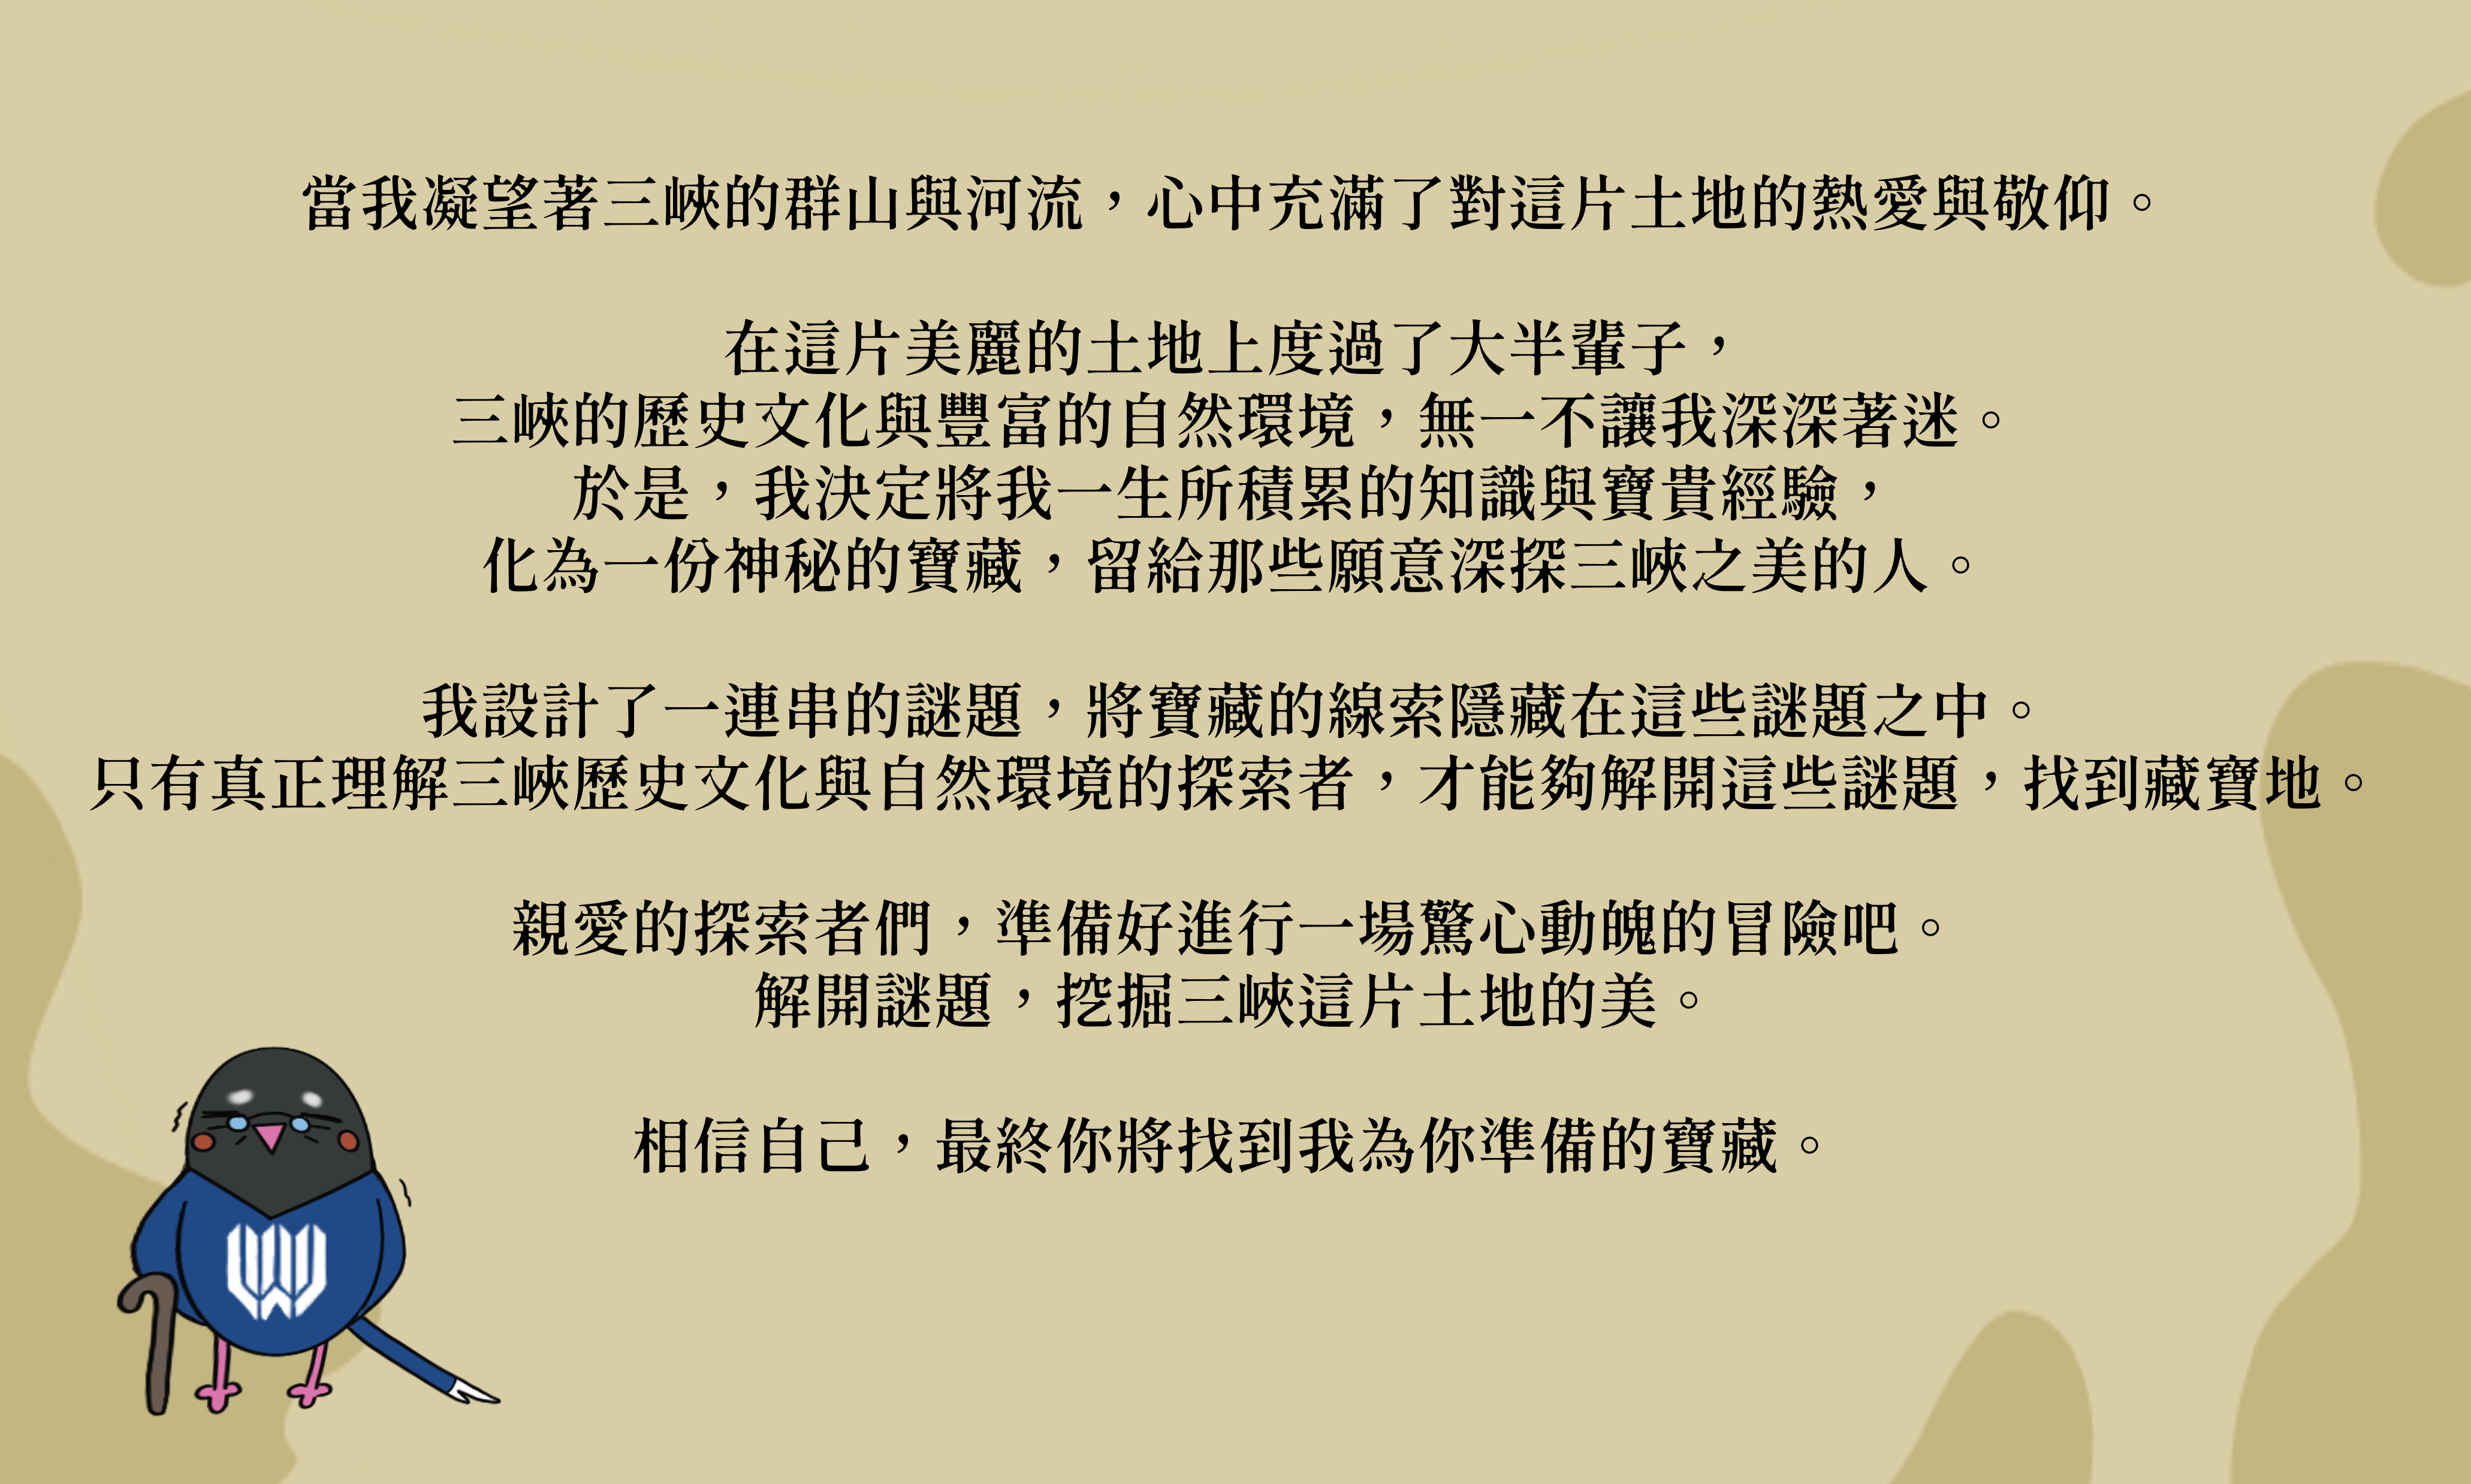 當我凝望著三峽的群山與河流，心中充滿了對這片土地的熱愛與敬仰。
在這片美麗的土地上度過了大半輩子，
三峽的歷史文化與豐富的自然環境，無一不讓我深深著迷。
於是，我決定將我一生所積累的知識與寶貴經驗，
化為一份神秘的寶藏，留給那些願意深探三峽之美的人。
我設計了一連串的謎題，將寶藏的線索隱藏在這些謎題之中。
只有真正理解三峽歷史文化與自然環境的探索者，才能夠解開這些謎題，找到藏寶地。
親愛的探索者們，準備好進行一場驚心動魄的冒險吧。
解開謎題，挖掘三峽這片土地的美。
相信自己，最終你將找到我為你準備的寶藏。